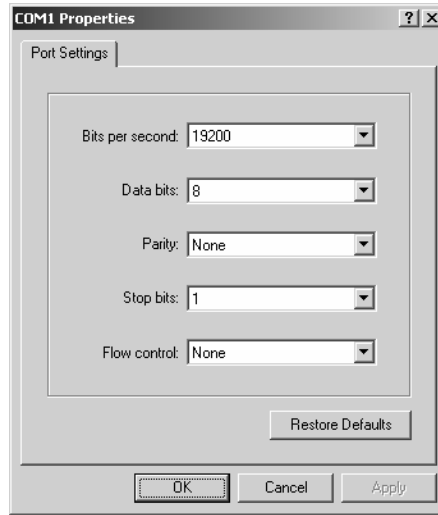 COM1 Properties
Port Settings
Bits per second: 19200
Data bits: 8
Parity: None
Stop bits: 1
Flow control: None
Restore Defaults
OK Cancel Apply